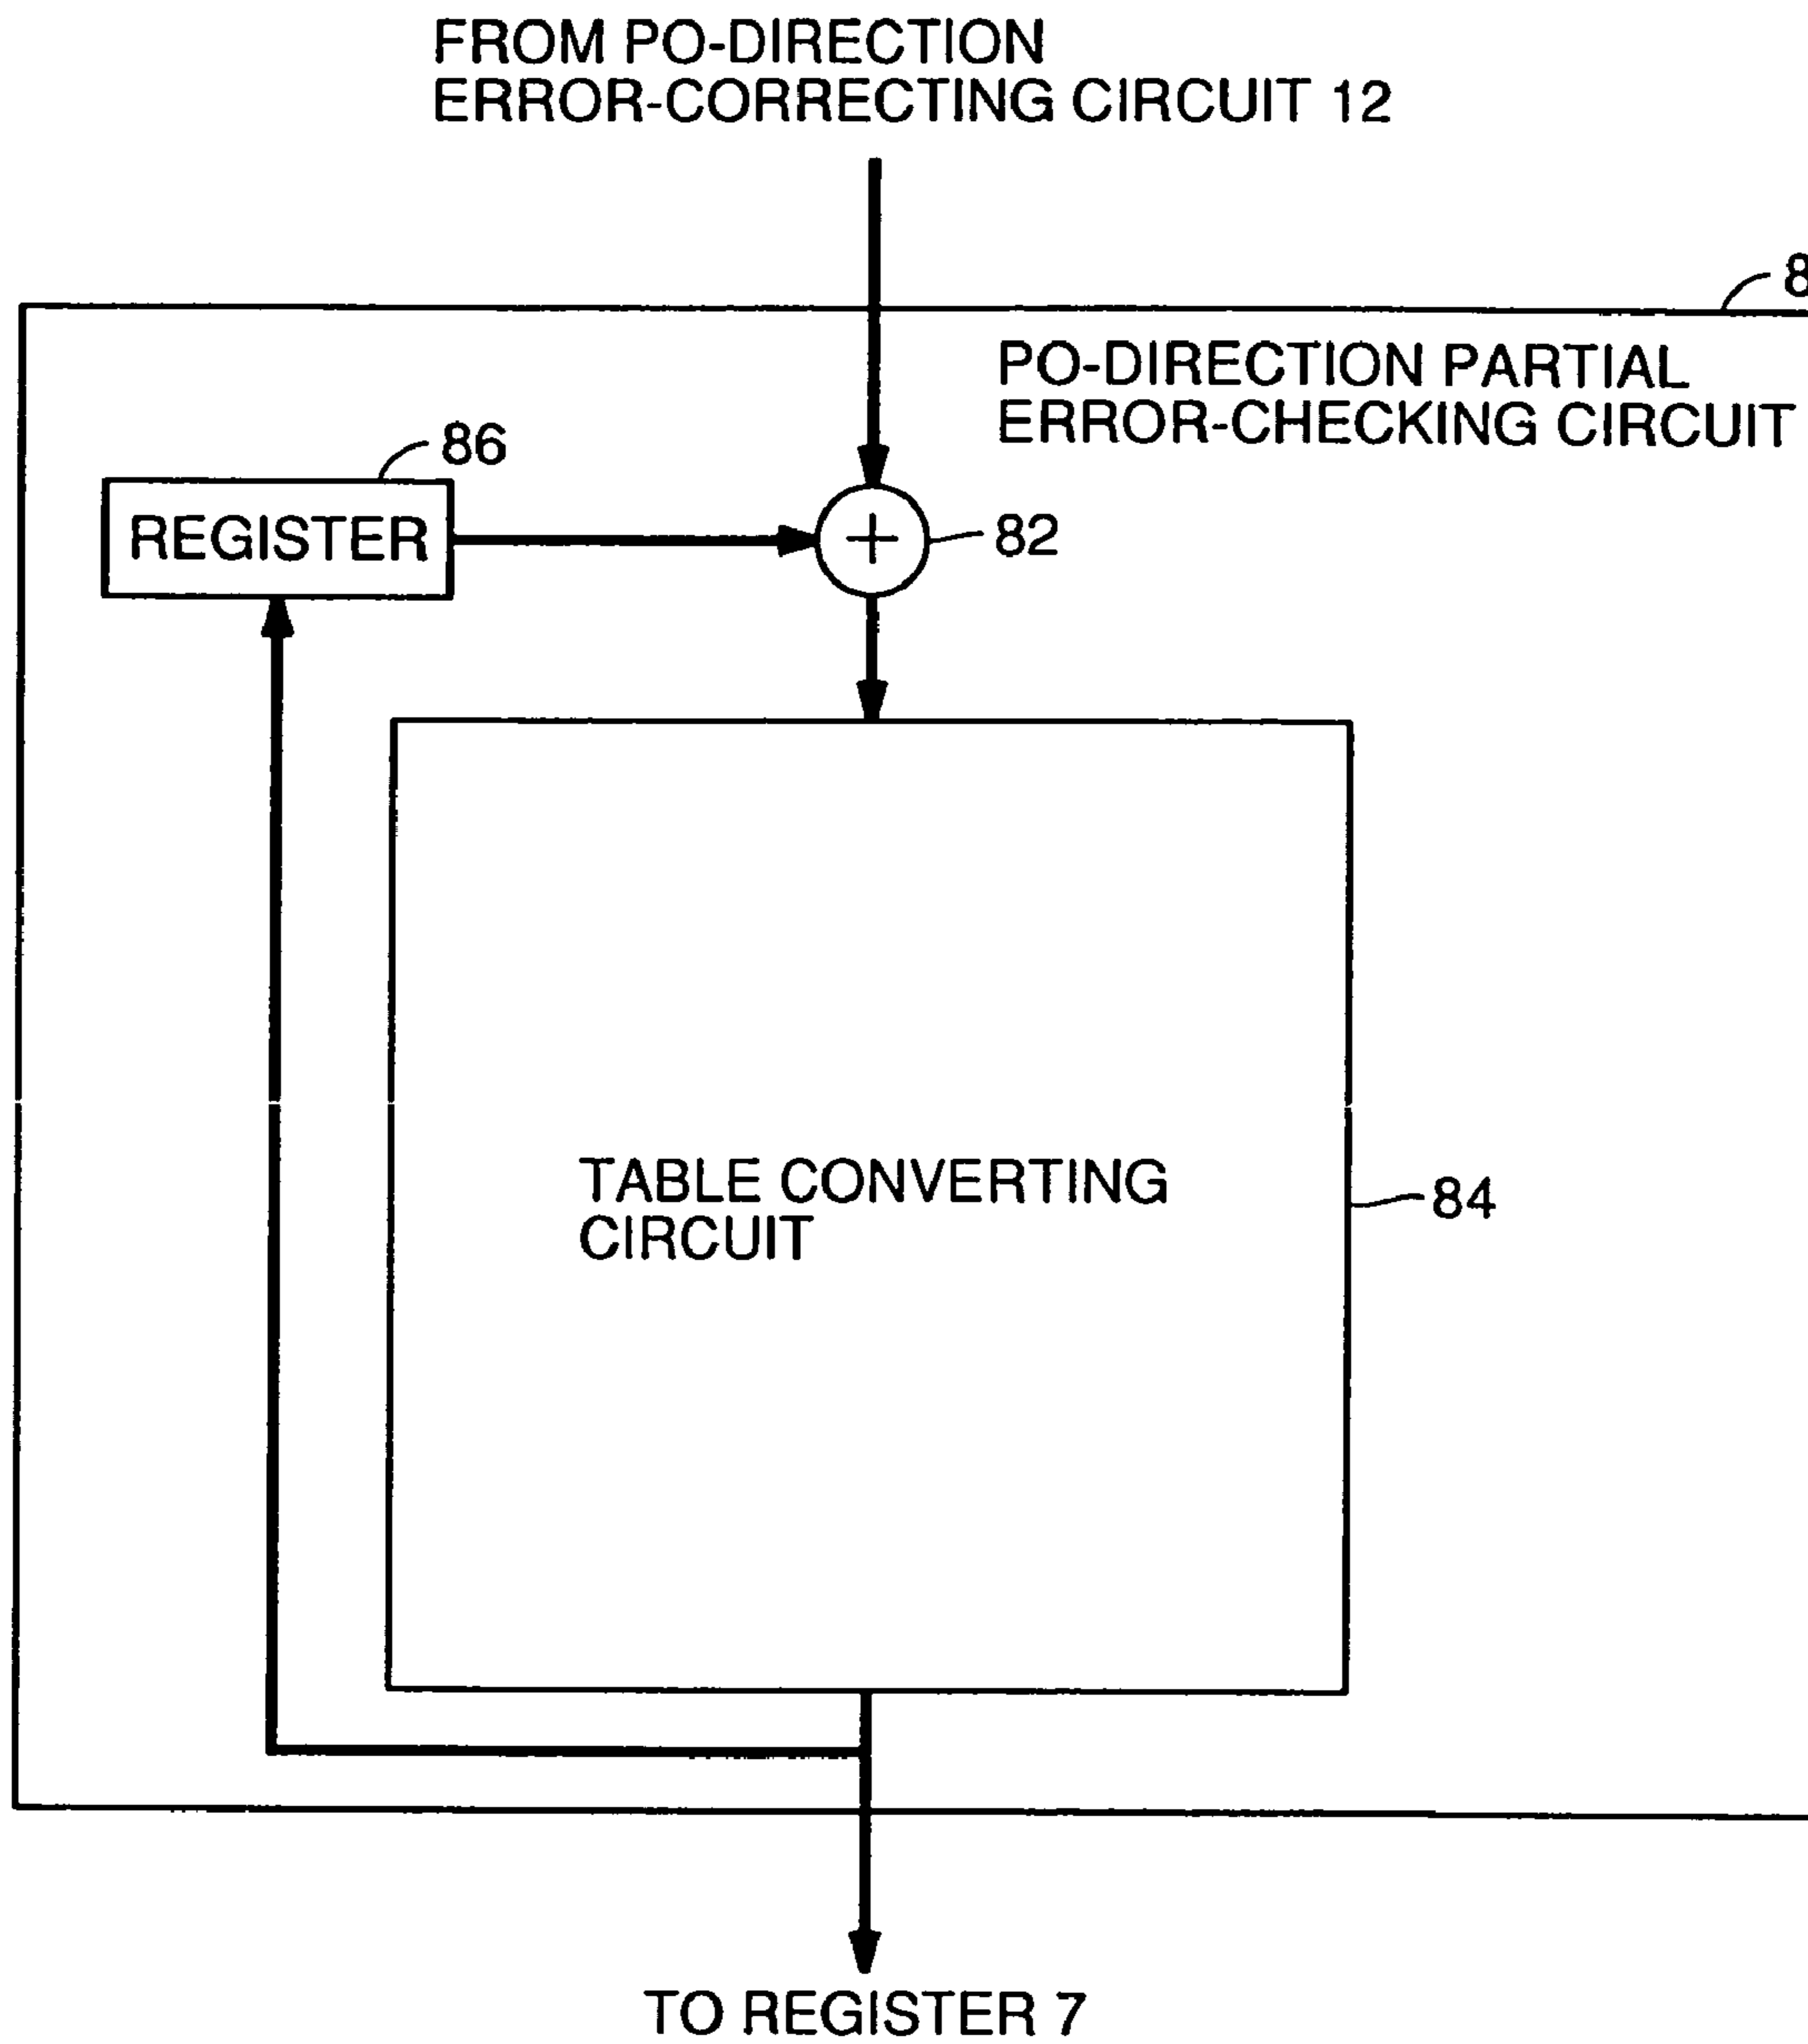 FROM PO-DIRECTION
ERROR-CORRECTING CIRCUIT 12
8
PO-DIRECTION PARTIAL
ERROR-CHECKING CIRCUIT
86
REGISTER
82
TABLE CONVERTING
CIRCUIT
84
TO REGISTER 7